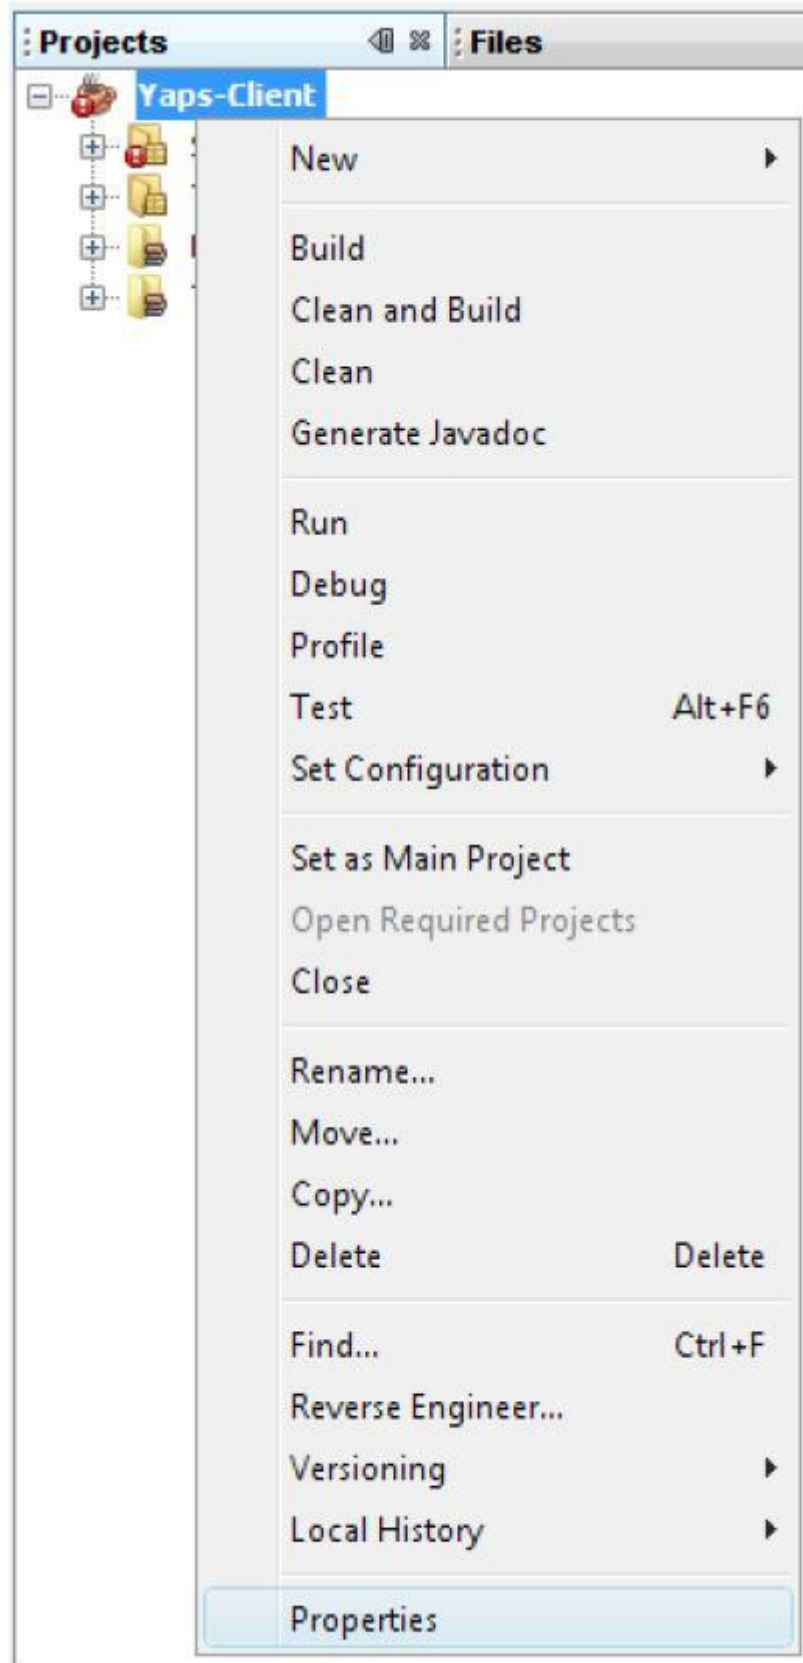 Projects Files
Yaps-Client
New
Build
Clean and Build
Clean
Generate Javadoc
Run
Debug
Profile
Test Alt+F6
Set Configuration
Set as Main Project
Open Required Projects
Close
Rename...
Move...
Copy...
Delete Delete
Find... Ctrl+F
Reverse Engineer...
Versioning
Local History
Properties